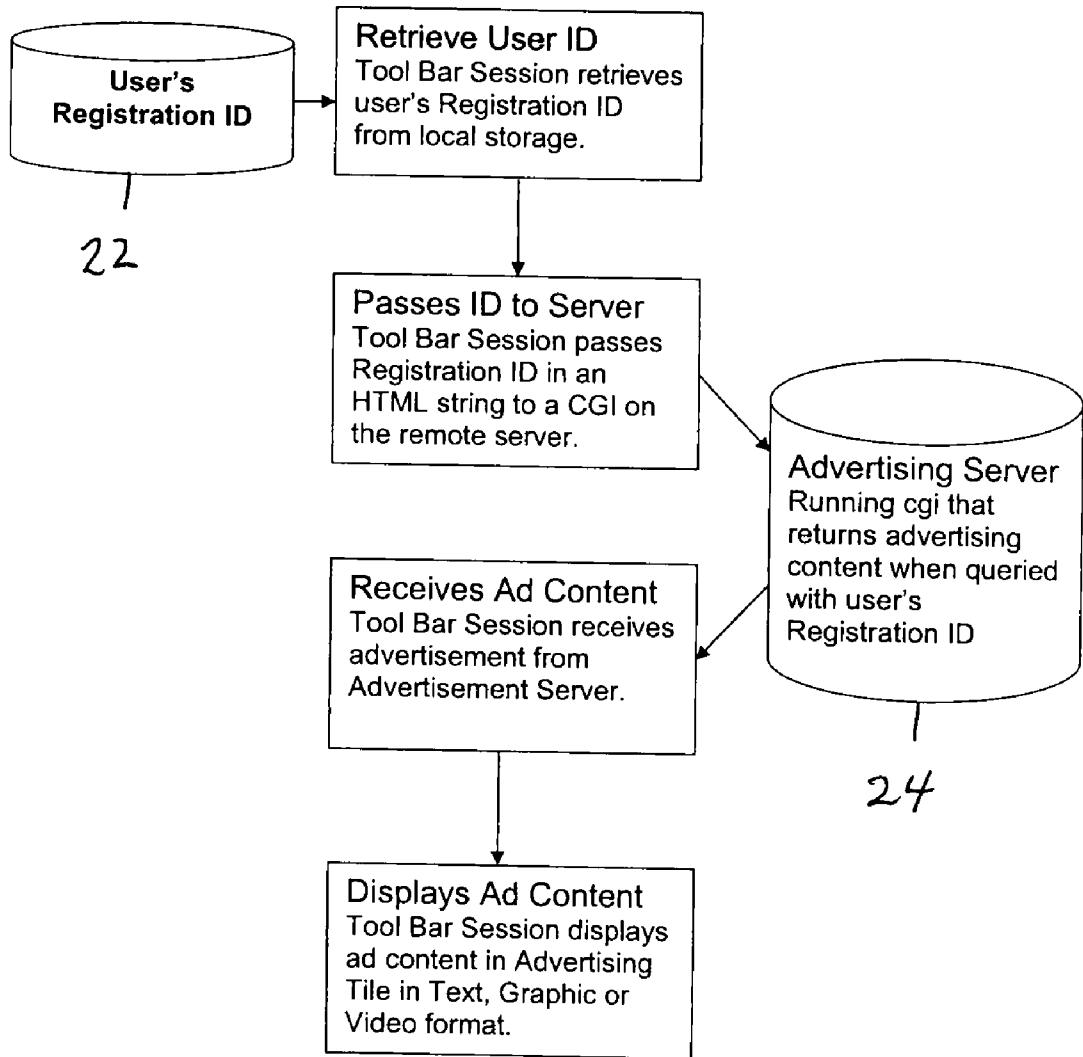 User's
Registration ID
Retrieve User ID
Tool Bar Session retrieves
user's Registration ID
from local storage.
22
Passes ID to Server
Tool Bar Session passes
Registration ID in an
HTML string to a CGI on
the remote server.
Advertising Server
Running cgi that
returns advertising
content when queried
with user's
Registration ID
24
Receives Ad Content
Tool Bar Session receives
advertisement from
Advertisement Server.
Displays Ad Content
Tool Bar Session displays
ad content in Advertising
Tile in Text, Graphic or
Video format.